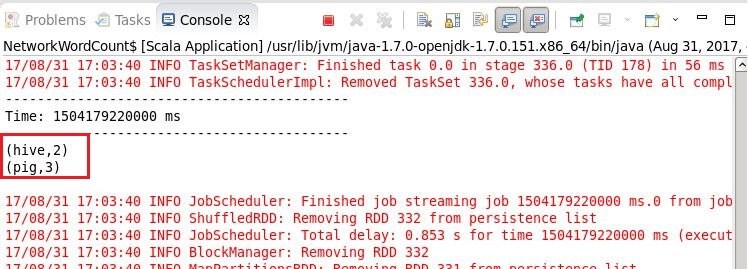 Problems Tasks Console
NetworkWordCount$ [Scala Application] /usr/lib/jvm/java-1.7.0-openjdk-1.7.0.151.x86_64/bin/java (Aug 31, 2017,
17/08/31 17:03:40 INFO TaskSetManager: Finished task 0.0 in stage 336.0 (TID 178) in 56 ms
17/08/31 17:03:40 INFO TaskSchedulerImpl: Removed TaskSet 336.0, whose tasks have all compl
-------------------------------------------
Time: 1504179220000 ms
-------------------------------------------
(hive,2)
(pig,3)
17/08/31 17:03:40 INFO JobScheduler: Finished job streaming job 1504179220000 ms.0 from job
17/08/31 17:03:40 INFO ShuffledRDD: Removing RDD 332 from persistence list
17/08/31 17:03:40 INFO JobScheduler: Total delay: 0.853 s for time 1504179220000 ms (execut
17/08/31 17:03:40 INFO BlockManager: Removing RDD 332
17/08/31 17:03:40 INFO MapPartitionsRDD: Removing RDD 331 from persistence list